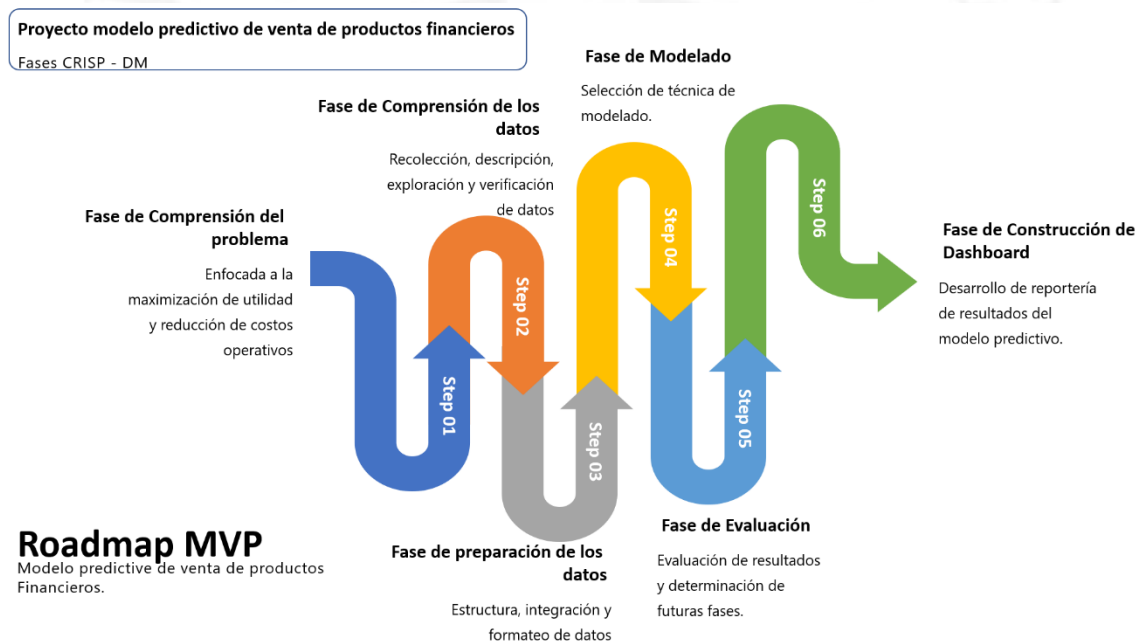 Proyecto modelo predictivo de venta de productos financieros
Fases CRISP - DM
Fase de Comprensión del
problema
Enfocada a la
maximización de utilidad
y reducción de costos
operativos
Step 01
Fase de Comprensión de los
datos
Recolección, descripción,
exploración y verificación
de datos
Step 02
Fase de preparación de los
datos
Estructura, integración y
formateo de datos
Step 03
Fase de Modelado
Selección de técnica de
modelado.
Step 04
Fase de Evaluación
Evaluación de resultados
y determinación de
futuras fases.
Step 05
Fase de Construcción de
Dashboard
Desarrollo de reportería
de resultados del
modelo predictivo.
Step 06
Roadmap MVP
Modelo predictive de venta de productos
Financieros.